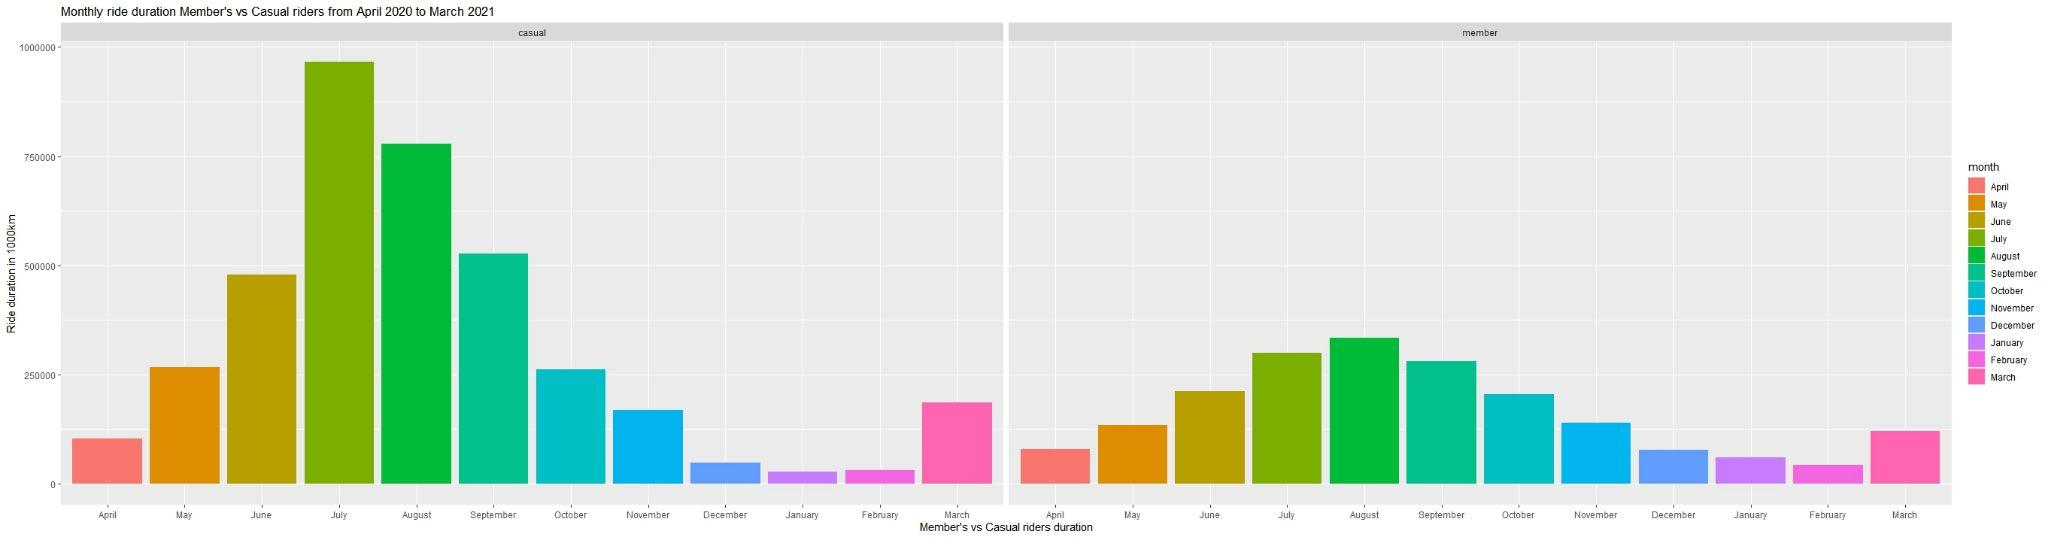 Monthly ride duration Member's vs Casual riders from April 2020 to March 2021
casual
member
Ride duration in 1000km
1000000
750000
500000
250000
0
April May June July August September October November December January February March
April May June July August September October November December January February March
Member's vs Casual riders duration
month
April
May
June
July
August
September
October
November
December
January
February
March